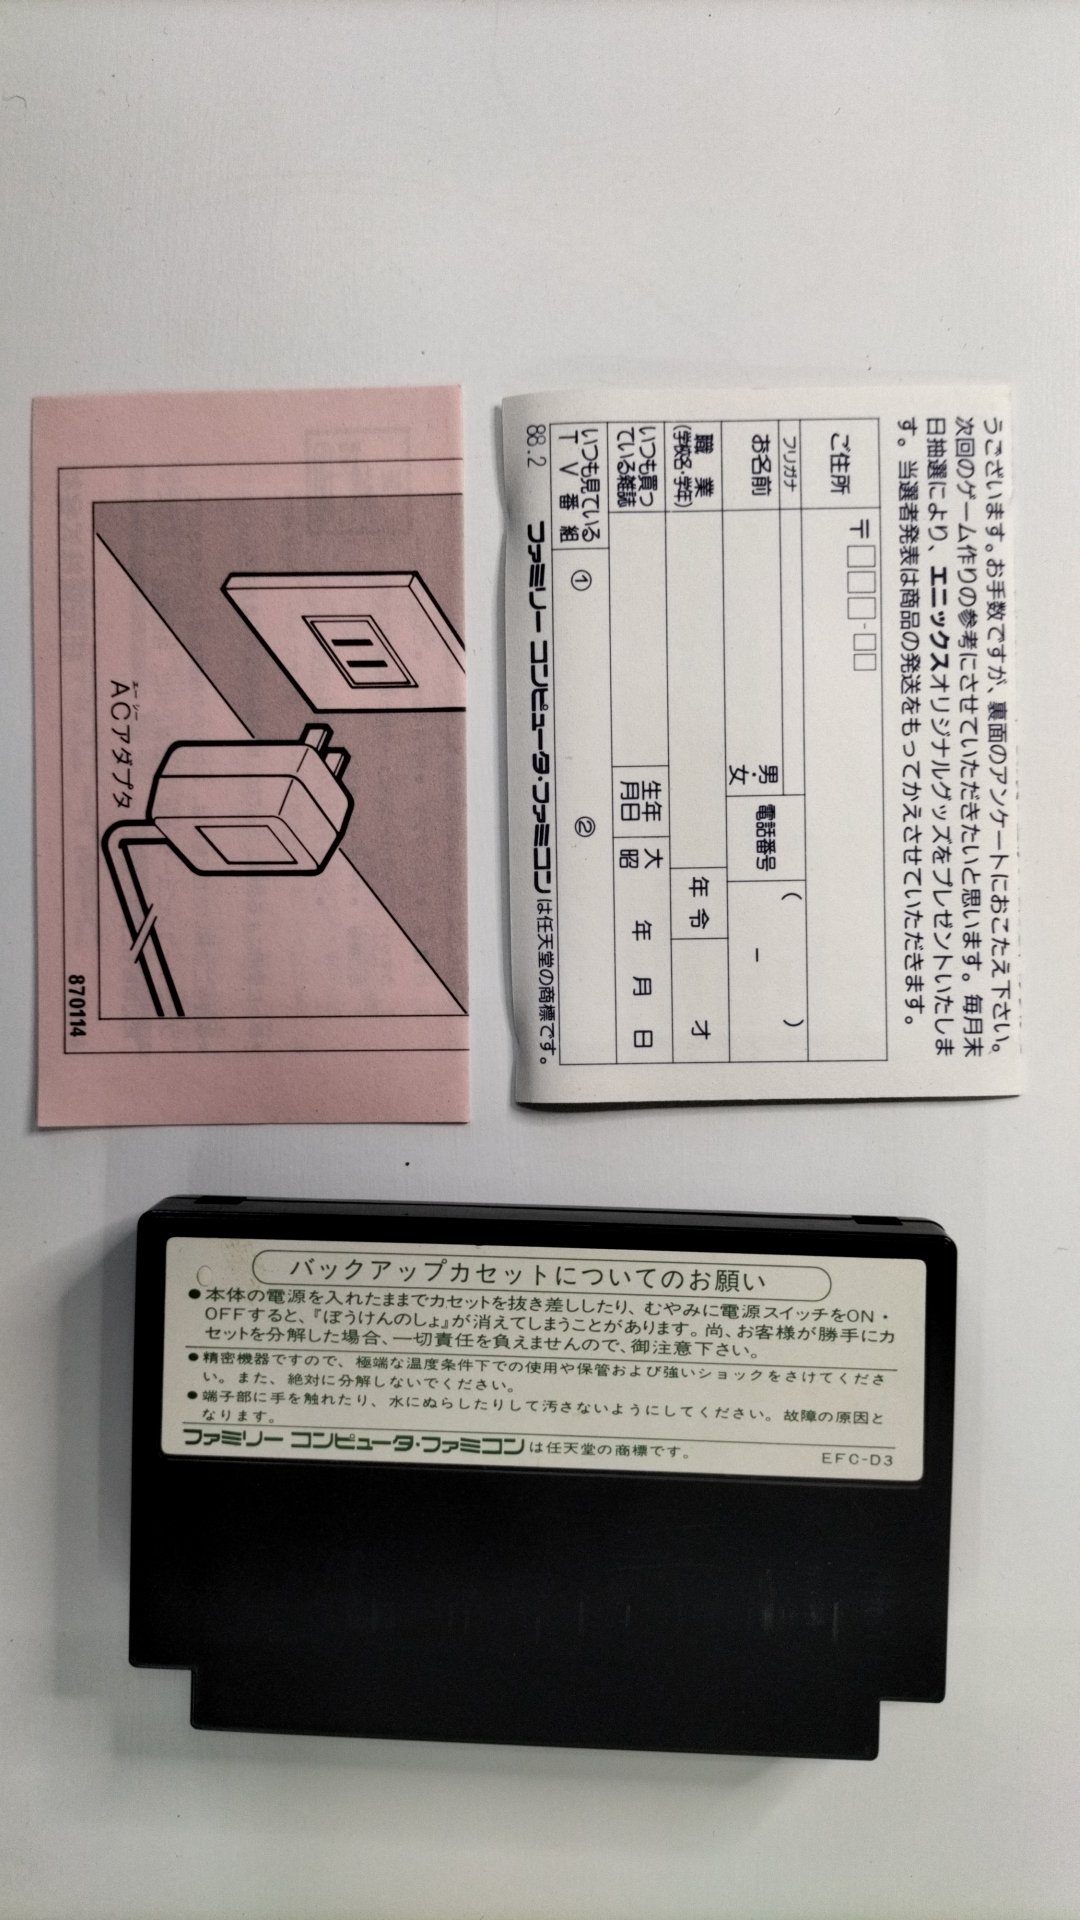 エーシー
ACアダプタ
870114
うございます。お手数ですが、裏面のアンケートにおこたえ下さい。
次回のゲーム作りの参考にさせていただきたいと思います。毎月末
日抽選により、エニックスオリジナルグッズをプレゼントいたしま
す。当選者発表は商品の発送をもってかえさせていただきます。
ご住所
〒
フリガナ
お名前
男・女
電話番号
( − )
職業
(学校名・学年)
年令
才
いつも買っ
ている雑誌
生年
月日
大
昭
年 月 日
いつも見ている
TV番組
①
②
88.2
ファミリー コンピュータ・ファミコンは任天堂の商標です。
バックアップカセットについてのお願い
●本体の電源を入れたままでカセットを抜き差ししたり、むやみに電源スイッチをON・
OFFすると、『ぼうけんのしょ』が消えてしまうことがあります。尚、お客様が勝手にカ
セットを分解した場合、一切責任を負えませんので、御注意下さい。
●精密機器ですので、極端な温度条件下での使用や保管および強いショックをさけてくださ
い。また、絶対に分解しないでください。
●端子部に手を触れたり、水にぬらしたりして汚さないようにしてください。故障の原因と
なります。
ファミリー コンピュータ・ファミコンは任天堂の商標です。
EFC-D3